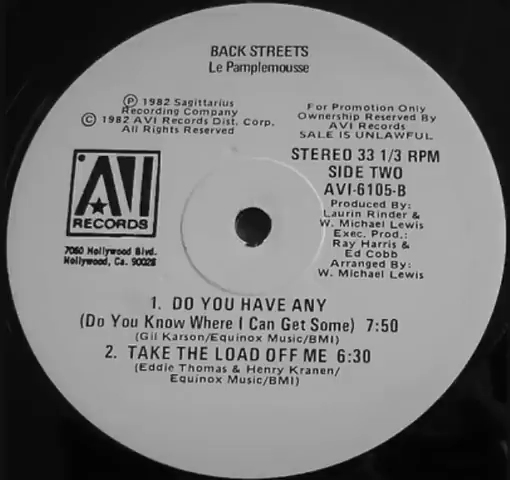 BACK STREETS
Le Pamplemousse
Ⓟ 1982 Sagittarius
Recording Company
© 1982 AVI Records Dist. Corp.
All Rights Reserved
For Promotion Only
Ownership Reserved By
AVI Records
SALE IS UNLAWFUL
STEREO 33 1/3 RPM
SIDE TWO
AVI-6105-B
Produced By:
Laurin Rinder &
W. Michael Lewis
Exec. Prod.:
Ray Harris &
Ed Cobb
Arranged By:
W. Michael Lewis
AVI
RECORDS
7060 Hollywood Blvd.
Hollywood, Ca. 90028
1. DO YOU HAVE ANY
(Do You Know Where I Can Get Some) 7:50
(Gil Karson/Equinox Music/BMI)
2. TAKE THE LOAD OFF ME 6:30
(Eddie Thomas & Henry Kranen/
Equinox Music/BMI)